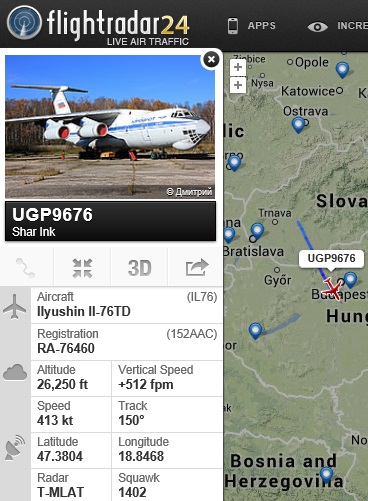 flightradar24
LIVE AIR TRAFFIC
APPS
INCRE
© Дмитрий
UGP9676
Shar Ink
3D
Aircraft (IL76)
Ilyushin Il-76TD
Registration (152AAC)
RA-76460
Altitude Vertical Speed
26,250 ft +512 fpm
Speed Track
413 kt 150°
Latitude Longitude
47.3804 18.8468
Radar Squawk
T-MLAT 1402
Opole
Nysa
Katowice
Ostrava
lic
Slova
Trnava
Bratislava
UGP9676
Győr
Budapest
Hung
Bosnia and
Herzegovina